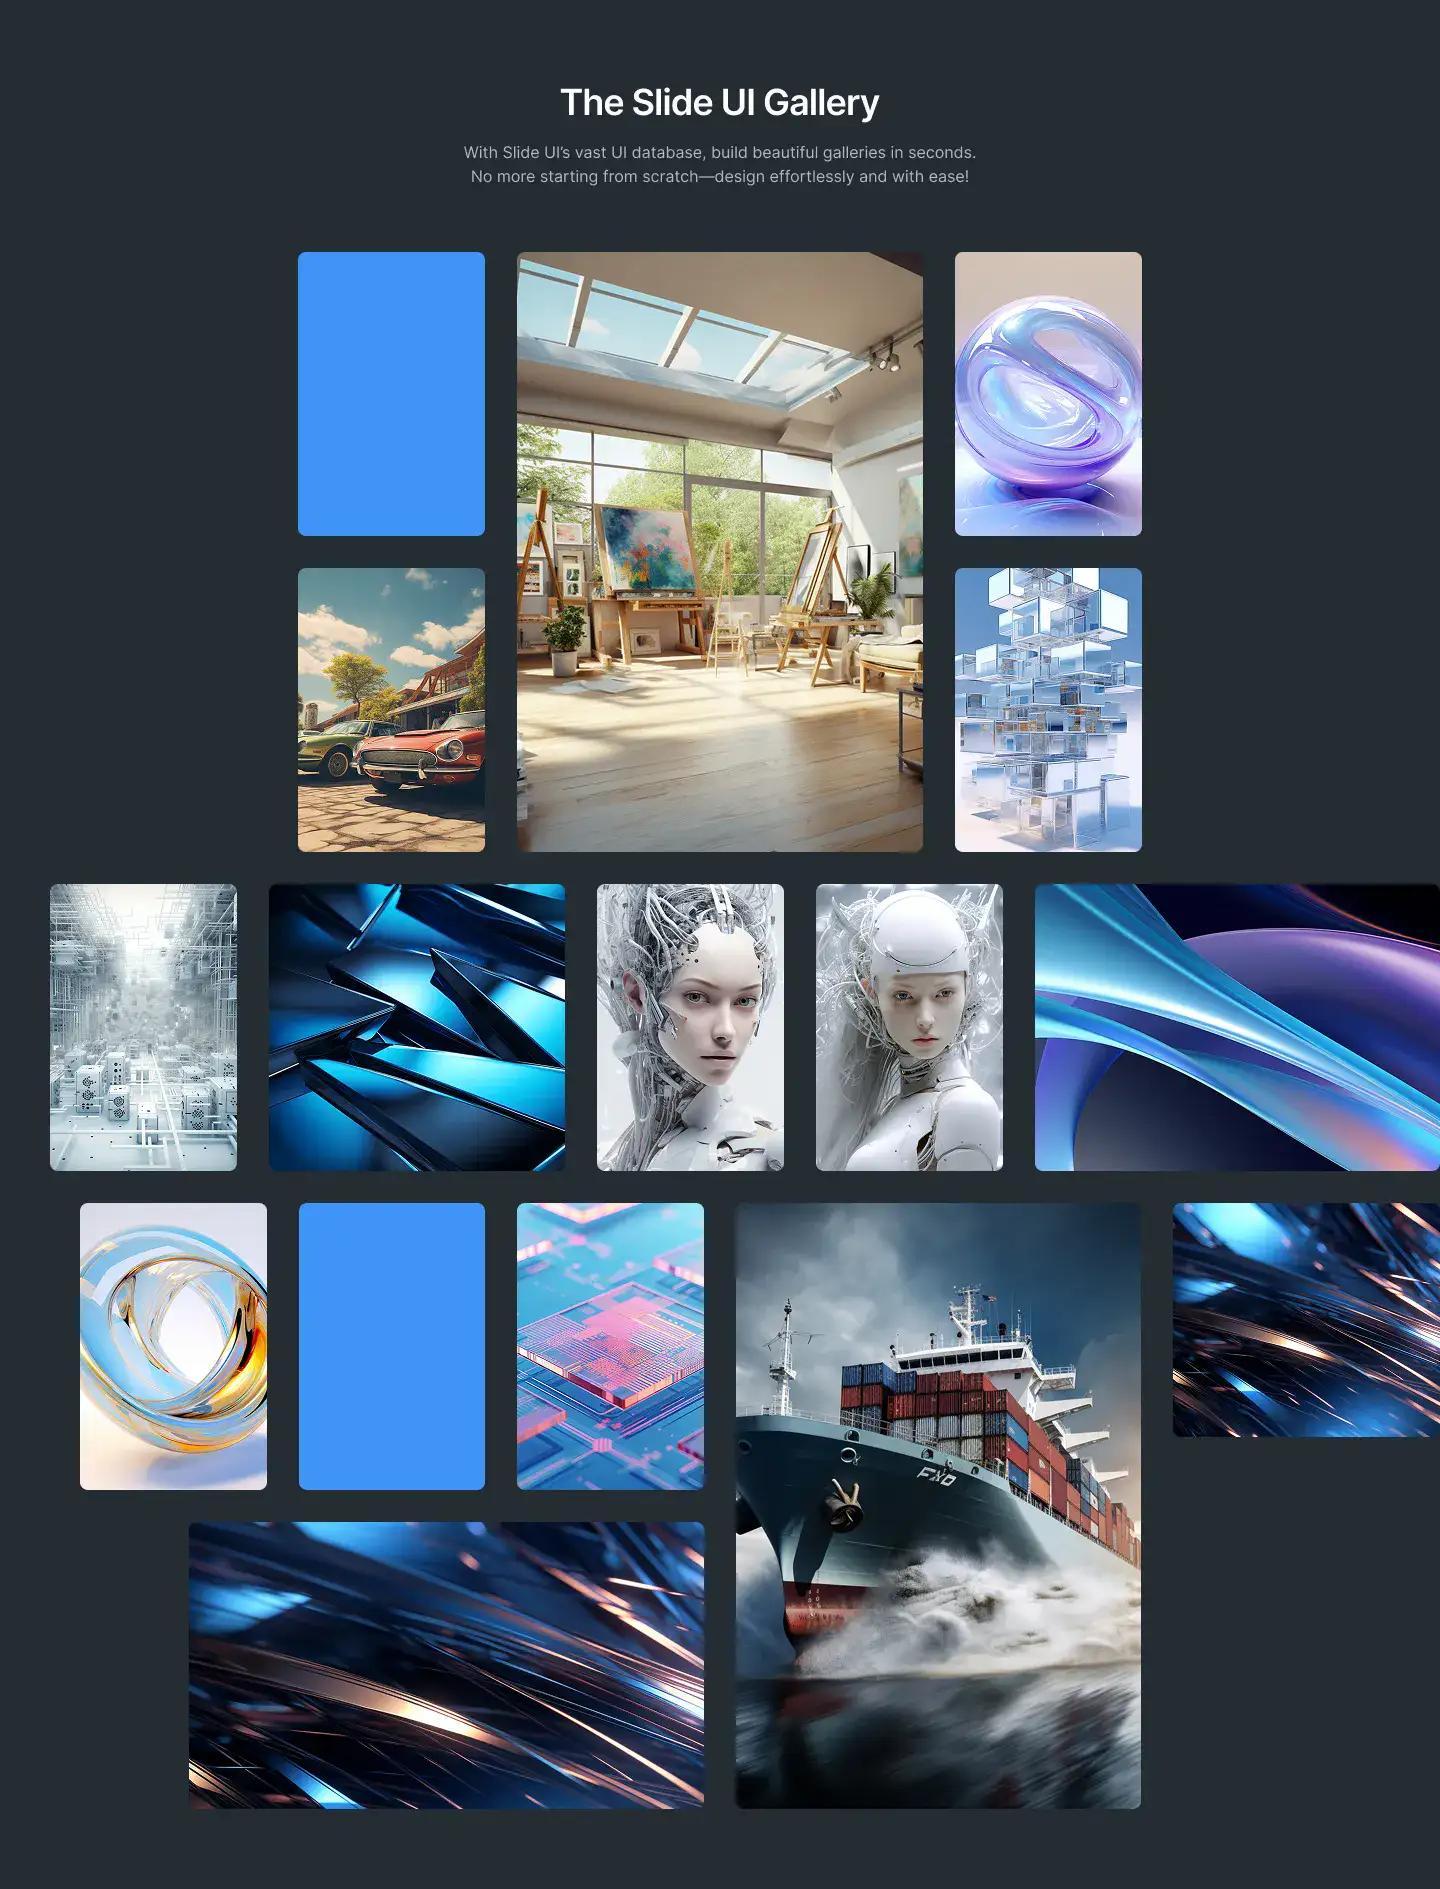 The Slide UI Gallery
With Slide UI’s vast UI database, build beautiful galleries in seconds.
No more starting from scratch—design effortlessly and with ease!
FXD